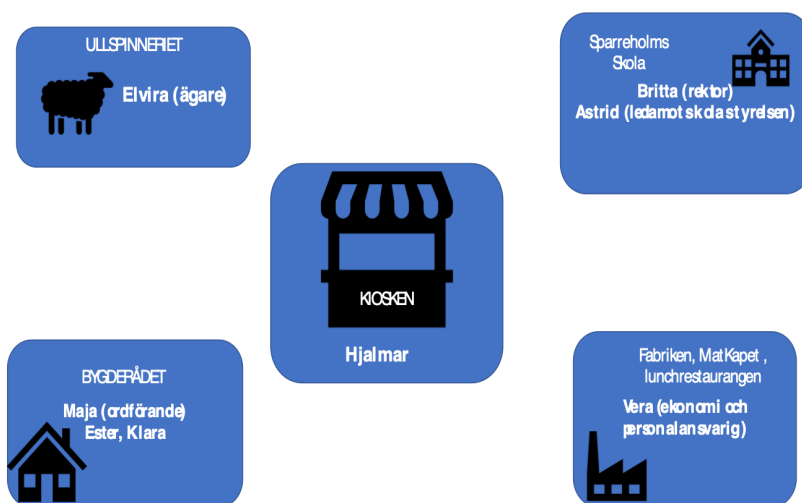 ULLSPINNERIET
Elvira (ägare)
Sparreholms
Skola
Britta (rektor)
Astrid (ledamot skolastyrelsen)
KIOSKEN
Hjalmar
BYGDERÅDET
Maja (ordförande)
Ester, Klara
Fabriken, MatKapet ,
lunchrestaurangen
Vera (ekonomi och
personalansvarig)